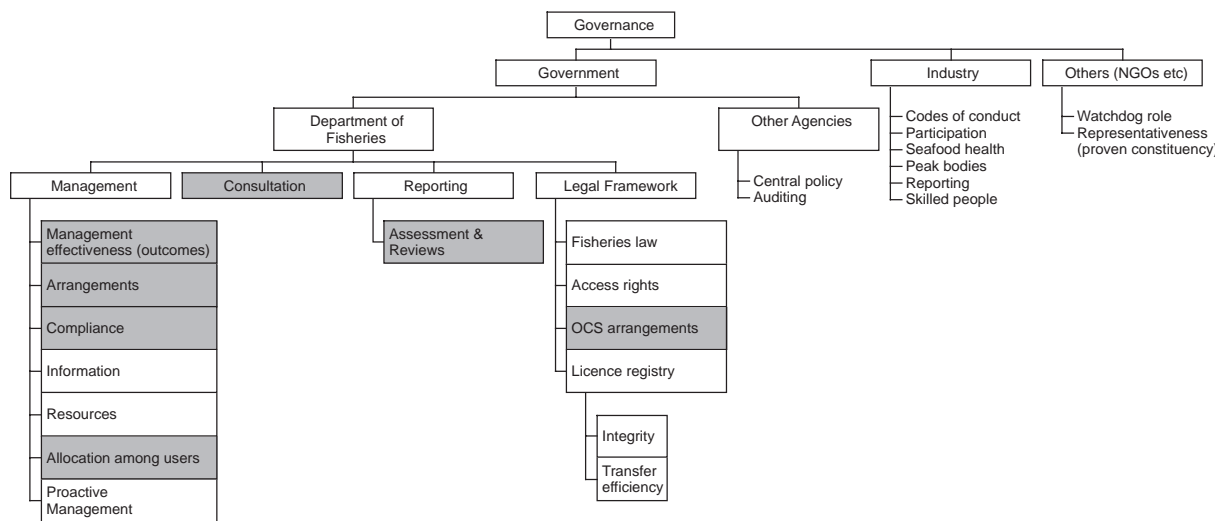 Governance
Government
Industry
Others (NGOs etc)
Department of
Fisheries
Other Agencies
Codes of conduct
Participation
Seafood health
Peak bodies
Reporting
Skilled people
Watchdog role
Representativeness
(proven constituency)
Central policy
Auditing
Management
Consultation
Reporting
Legal Framework
Management
effectiveness (outcomes)
Arrangements
Compliance
Information
Resources
Allocation among users
Proactive
Management
Assessment &
Reviews
Fisheries law
Access rights
OCS arrangements
Licence registry
Integrity
Transfer
efficiency